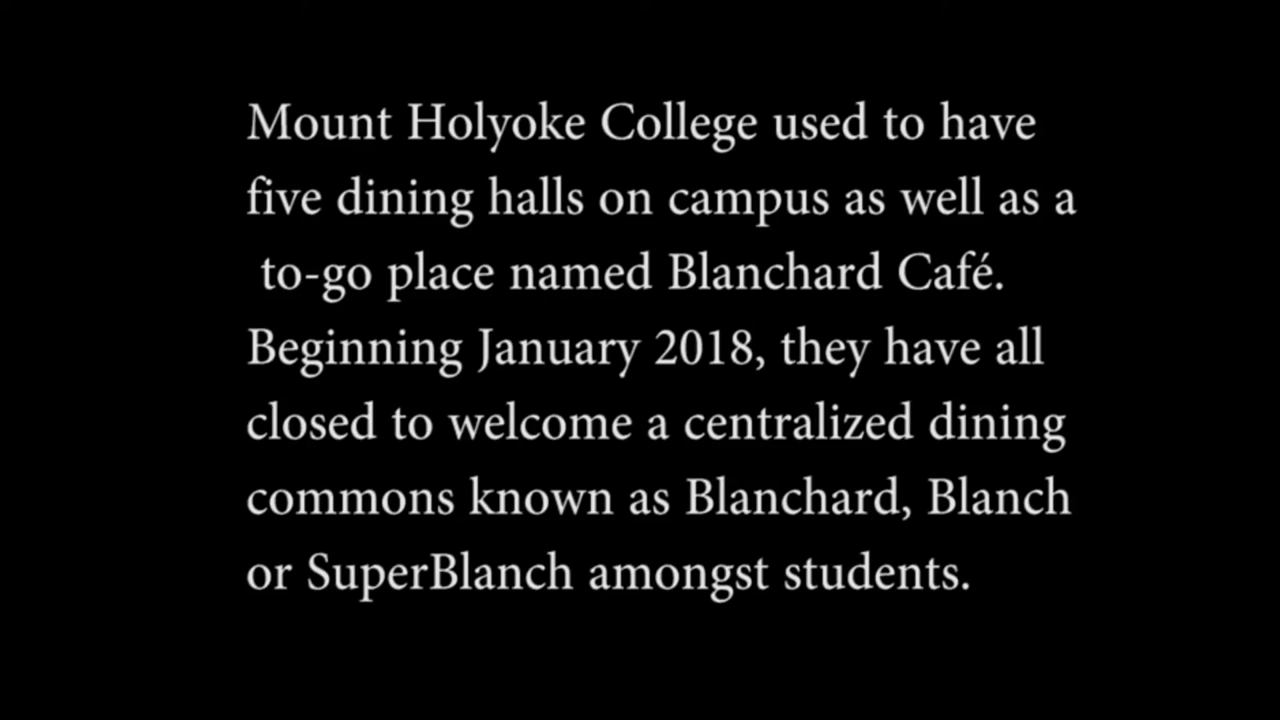 Mount Holyoke College used to have
five dining halls on campus as well as a
to-go place named Blanchard Café.
Beginning January 2018, they have all
closed to welcome a centralized dining
commons known as Blanchard, Blanch
or SuperBlanch amongst students.